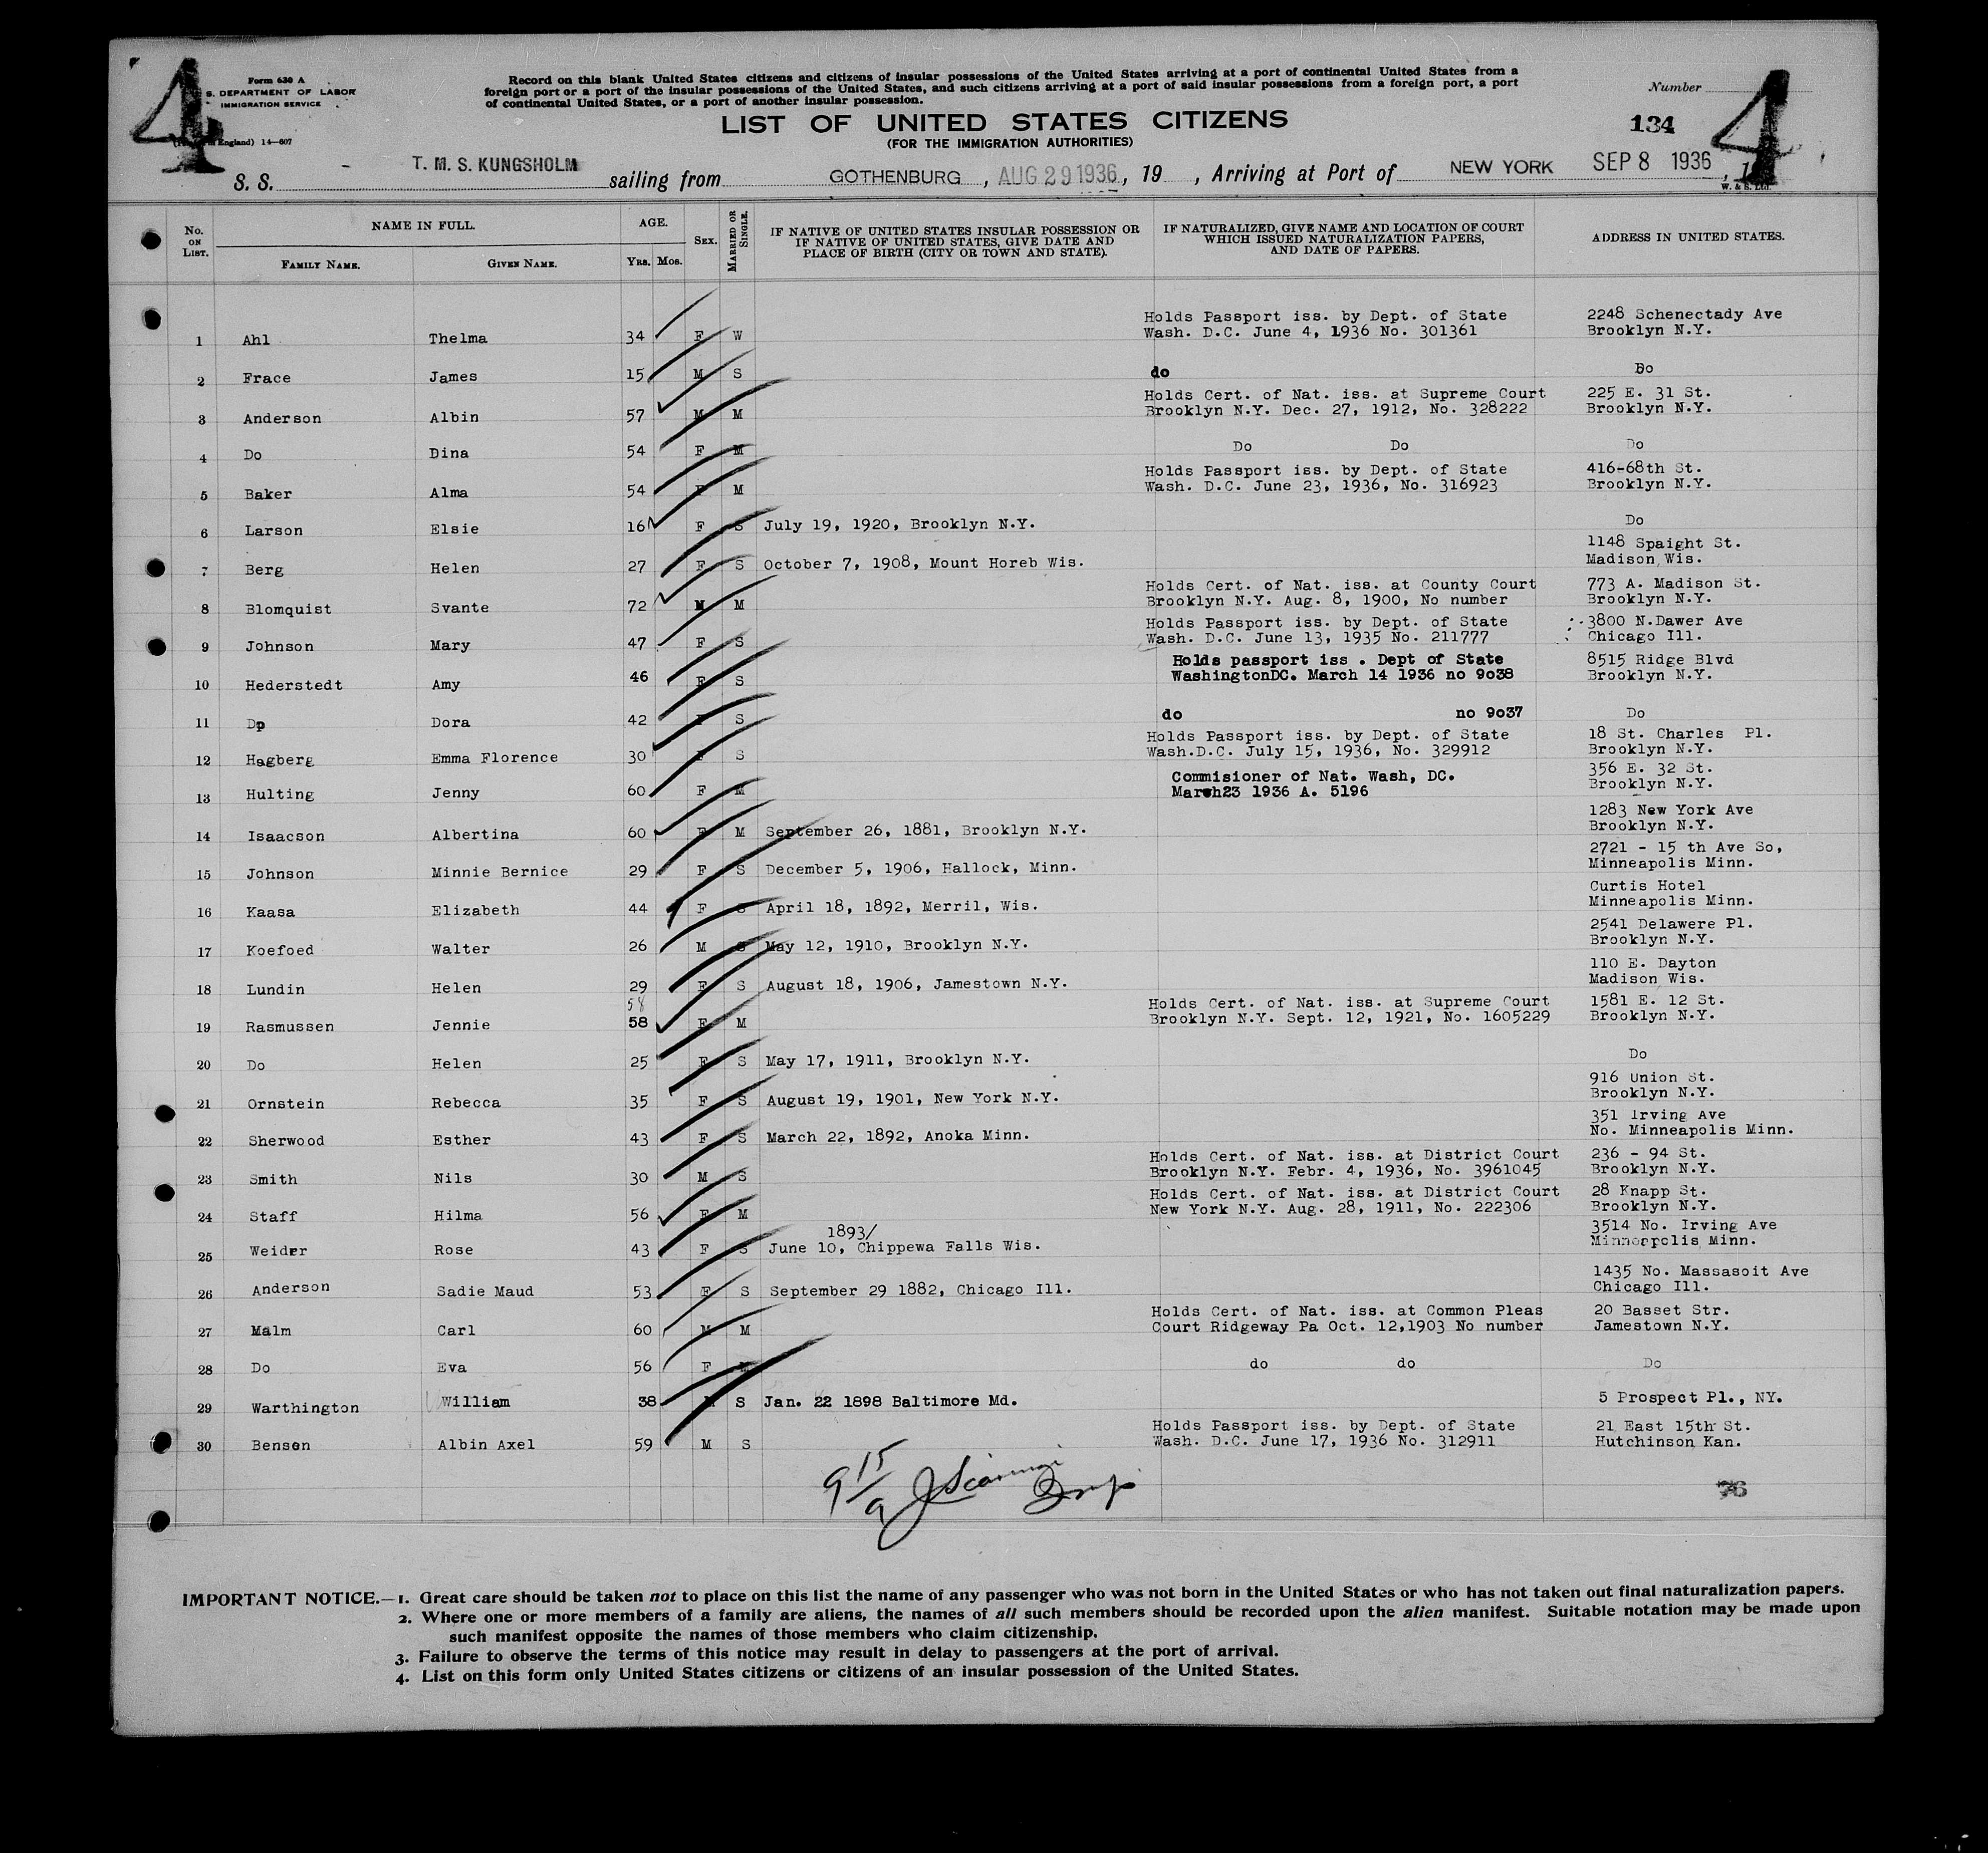 4
Form 630 A
S. DEPARTMENT OF LABOR
IMMIGRATION SERVICE
England) 14—607
Record on this blank United States citizens and citizens of insular possessions of the United States arriving at a port of continental United States from a
foreign port or a port of the insular possessions of the United States, and such citizens arriving at a port of said insular possessions from a foreign port, a port
of continental United States, or a port of another insular possession.
Number
4
LIST OF UNITED STATES CITIZENS
134
(FOR THE IMMIGRATION AUTHORITIES)
S. S. T. M. S. KUNGSHOLM sailing from GOTHENBURG , AUG 29 1936 , 19 , Arriving at Port of NEW YORK SEP 8 1936 , 1
W. & S. Ltd.
No. ON LIST. NAME IN FULL. FAMILY NAME. GIVEN NAME. AGE. YRS. MOS. SEX. MARRIED OR SINGLE. IF NATIVE OF UNITED STATES INSULAR POSSESSION OR IF NATIVE OF UNITED STATES, GIVE DATE AND PLACE OF BIRTH (CITY OR TOWN AND STATE). IF NATURALIZED, GIVE NAME AND LOCATION OF COURT WHICH ISSUED NATURALIZATION PAPERS, AND DATE OF PAPERS. ADDRESS IN UNITED STATES.
Holds Passport iss. by Dept. of State 2248 Schenectady Ave
1 Ahl Thelma 34 F W Wash. D.C. June 4, 1936 No. 301361 Brooklyn N.Y.
2 Frace James 15 M S do Do
Holds Cert. of Nat. iss. at Supreme Court 225 E. 31 St.
3 Anderson Albin 57 M M Brooklyn N.Y. Dec. 27, 1912, No. 328222 Brooklyn N.Y.
4 Do Dina 54 F M Do Do Do
Holds Passport iss. by Dept. of State 416-68th St.
5 Baker Alma 54 F M Wash. D.C. June 23, 1936, No. 316923 Brooklyn N.Y.
6 Larson Elsie 16 F S July 19, 1920, Brooklyn N.Y. Do
1148 Spaight St.
7 Berg Helen 27 F S October 7, 1908, Mount Horeb Wis. Madison Wis.
Holds Cert. of Nat. iss. at County Court 773 A. Madison St.
8 Blomquist Svante 72 M M Brooklyn N.Y. Aug. 8, 1900, No number Brooklyn N.Y.
Holds Passport iss. by Dept. of State 3800 N.Dawer Ave
9 Johnson Mary 47 F S Wash. D.C. June 13, 1935 No. 211777 Chicago Ill.
Holds passport iss . Dept of State 8515 Ridge Blvd
10 Hederstedt Amy 46 F S WashingtonDC. March 14 1936 no 9o38 Brooklyn N.Y.
11 Do Dora 42 F S do no 9o37 Do
Holds Passport iss. by Dept. of State 18 St. Charles Pl.
12 Hagberg Emma Florence 30 F S Wash.D.C. July 15, 1936, No. 329912 Brooklyn N.Y.
Commisioner of Nat. Wash, DC. 356 E. 32 St.
13 Hulting Jenny 60 F M March23 1936 A. 5196 Brooklyn N.Y.
1283 New York Ave
14 Isaacson Albertina 60 F M September 26, 1881, Brooklyn N.Y. Brooklyn N.Y.
2721 - 15 th Ave So,
15 Johnson Minnie Bernice 29 F S December 5, 1906, Hallock, Minn. Minneapolis Minn.
Curtis Hotel
16 Kaasa Elizabeth 44 F S April 18, 1892, Merril, Wis. Minneapolis Minn.
2541 Delawere Pl.
17 Koefoed Walter 26 M S May 12, 1910, Brooklyn N.Y. Brooklyn N.Y.
110 E. Dayton
18 Lundin Helen 29 F S August 18, 1906, Jamestown N.Y. Madison Wis.
58 Holds Cert. of Nat. iss. at Supreme Court 1581 E. 12 St.
19 Rasmussen Jennie 58 F M Brooklyn N.Y. Sept. 12, 1921, No. 1605229 Brooklyn N.Y.
20 Do Helen 25 F S May 17, 1911, Brooklyn N.Y. Do
916 Union St.
21 Ornstein Rebecca 35 F S August 19, 1901, New York N.Y. Brooklyn N.Y.
351 Irving Ave
22 Sherwood Esther 43 F S March 22, 1892, Anoka Minn. No. Minneapolis Minn.
Holds Cert. of Nat. iss. at District Court 236 - 94 St.
23 Smith Nils 30 M S Brooklyn N.Y. Febr. 4, 1936, No. 3961045 Brooklyn N.Y.
Holds Cert. of Nat. iss. at District Court 28 Knapp St.
24 Staff Hilma 56 F M New York N.Y. Aug. 28, 1911, No. 222306 Brooklyn N.Y.
1893/ 3514 No. Irving Ave
25 Weider Rose 43 F S June 10, Chippewa Falls Wis. Minneapolis Minn.
1435 No. Massasoit Ave
26 Anderson Sadie Maud 53 F S September 29 1882, Chicago Ill. Chicago Ill.
Holds Cert. of Nat. iss. at Common Pleas 20 Basset Str.
27 Malm Carl 60 M M Court Ridgeway Pa Oct. 12,1903 No number Jamestown N.Y.
28 Do Eva 56 F M do do Do
29 Warthington William 38 M S Jan. 22 1898 Baltimore Md. 5 Prospect Pl., NY.
Holds Passport iss. by Dept. of State 21 East 15th St.
30 Benson Albin Axel 59 M S Wash. D.C. June 17, 1936 No. 312911 Hutchinson Kan.
9 15/9
76
IMPORTANT NOTICE.—1. Great care should be taken not to place on this list the name of any passenger who was not born in the United States or who has not taken out final naturalization papers.
2. Where one or more members of a family are aliens, the names of all such members should be recorded upon the alien manifest. Suitable notation may be made upon
such manifest opposite the names of those members who claim citizenship.
3. Failure to observe the terms of this notice may result in delay to passengers at the port of arrival.
4. List on this form only United States citizens or citizens of an insular possession of the United States.